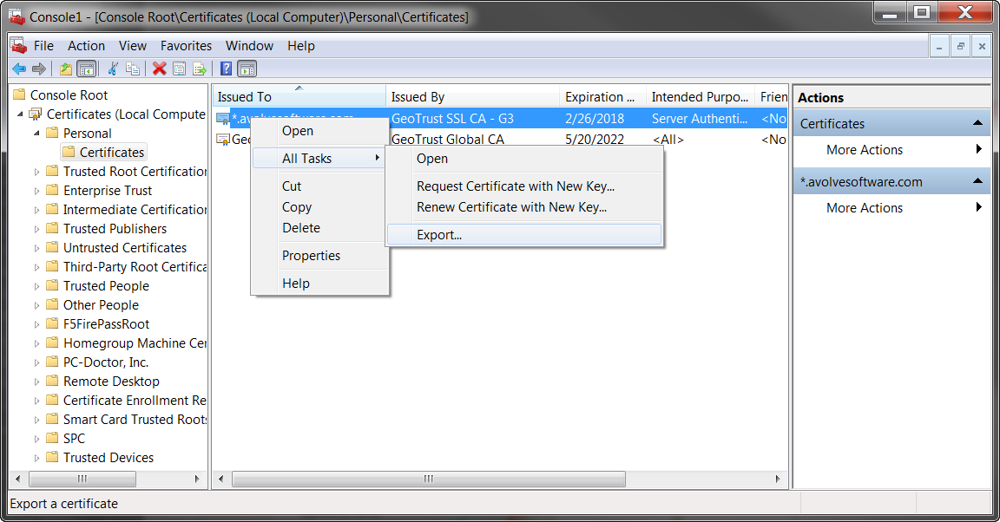 Console1 - [Console Root\Certificates (Local Computer)\Personal\Certificates]
File Action View Favorites Window Help
Console Root
Certificates (Local Compute
Personal
Certificates
Trusted Root Certification
Enterprise Trust
Intermediate Certification
Trusted Publishers
Untrusted Certificates
Third-Party Root Certifica
Trusted People
Other People
F5FirePassRoot
Homegroup Machine Cer
PC-Doctor, Inc.
Remote Desktop
Certificate Enrollment Re
Smart Card Trusted Roots
SPC
Trusted Devices
Issued To Issued By Expiration ... Intended Purpo... Frien
*.avolvesoftware.com GeoTrust SSL CA - G3 2/26/2018 Server Authenti... <No
Geo GeoTrust Global CA 5/20/2022 <All> <No
Open
All Tasks
Cut
Copy
Delete
Properties
Help
Open
Request Certificate with New Key...
Renew Certificate with New Key...
Export...
Actions
Certificates
More Actions
*.avolvesoftware.com
More Actions
Export a certificate